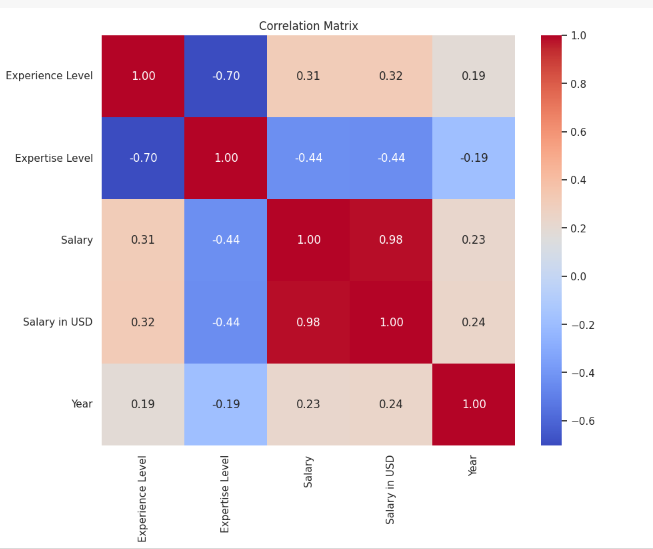 Correlation Matrix
Experience Level 1.00 -0.70 0.31 0.32 0.19
Expertise Level -0.70 1.00 -0.44 -0.44 -0.19
Salary 0.31 -0.44 1.00 0.98 0.23
Salary in USD 0.32 -0.44 0.98 1.00 0.24
Year 0.19 -0.19 0.23 0.24 1.00
Experience Level
Expertise Level
Salary
Salary in USD
Year
1.0
0.8
0.6
0.4
0.2
0.0
−0.2
−0.4
−0.6